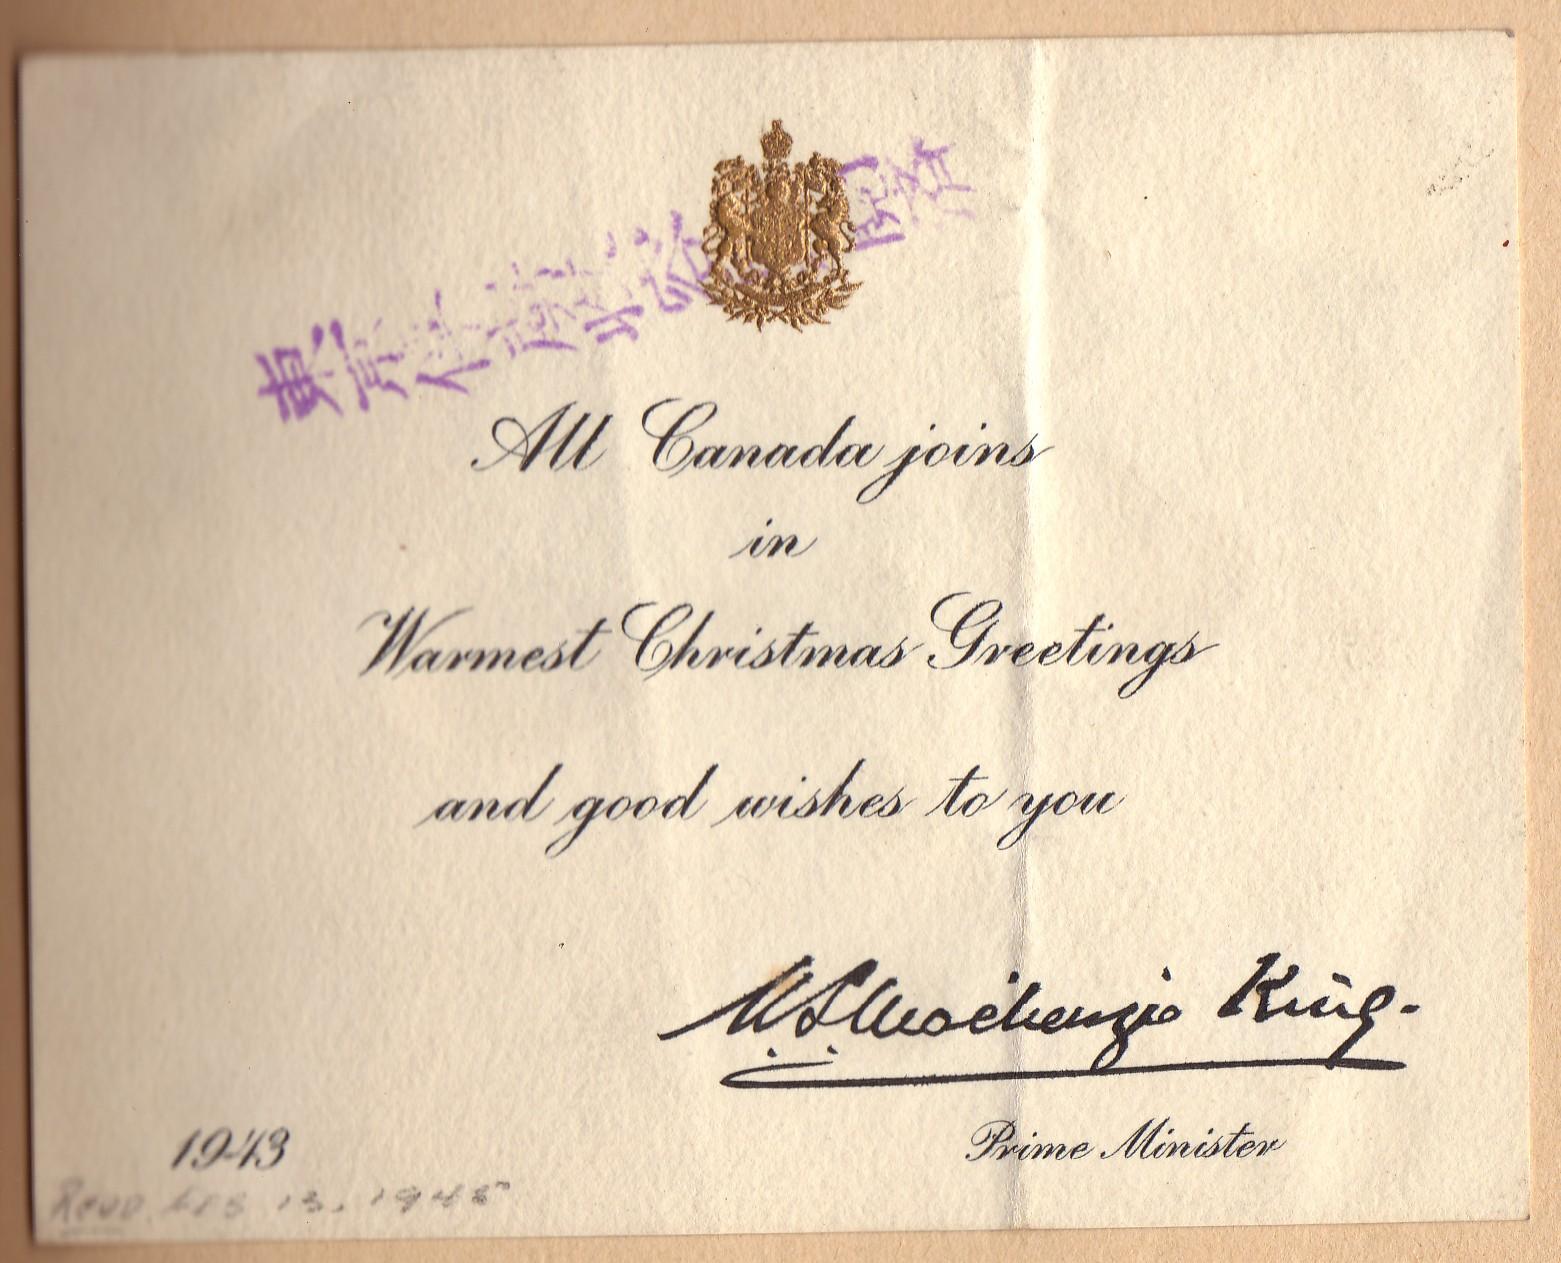 All Canada joins
in
Warmest Christmas Greetings
and good wishes to you
W L Mackenzie King.
Prime Minister
1943
Recd Feb 13. 1945